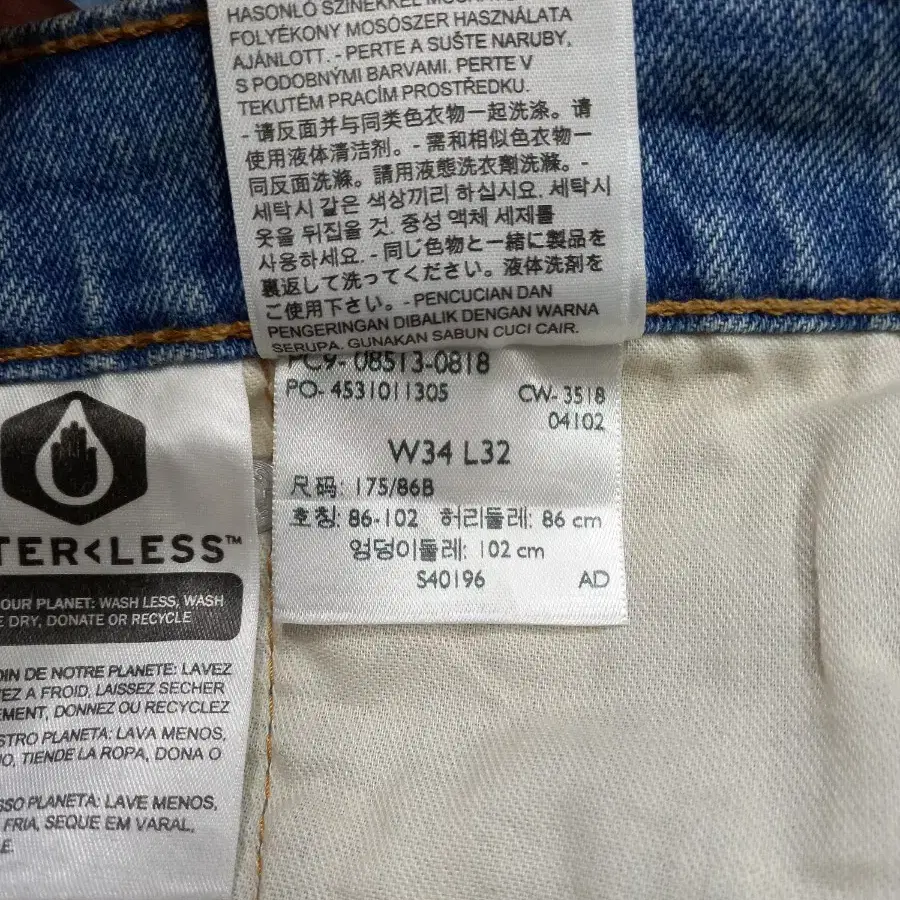 HASONLÓ SZÍNEKKEL
FOLYÉKONY MOSÓSZER HASZNÁLATA
AJÁNLOTT. - PERTE A SUŠTE NARUBY,
S PODOBNÝMI BARVAMI. PERTE V
TEKUTÉM PRACÍM PROSTŘEDKU.
- 请反面并与同类色衣物一起洗涤。请
使用液体清洁剂。- 需和相似色衣物一
同反面洗滌。請用液態洗衣劑洗滌。-
세탁시 같은 색상끼리 하십시요. 세탁시
옷을 뒤집을 것. 중성 액체 세제를
사용하세요. - 同じ色物と一緒に製品を
裏返して洗ってください。液体洗剤を
ご使用下さい。- PENCUCIAN DAN
PENGERINGAN DIBALIK DENGAN WARNA
SERUPA. GUNAKAN SABUN CUCI CAIR.
PC9- 08513-0818
PO- 4531011305 CW- 3518
04102
W34 L32
尺码: 175/86B
호칭: 86-102 허리둘레: 86 cm
엉덩이둘레: 102 cm
S40196 AD
TER<LESS™
OUR PLANET: WASH LESS, WASH
E DRY, DONATE OR RECYCLE
OIN DE NOTRE PLANETE: LAVEZ
VEZ A FROID, LAISSEZ SECHER
EMENT, DONNEZ OU RECYCLEZ
STRO PLANETA: LAVA MENOS,
IO, TIENDE LA ROPA, DONA O
SSO PLANETA: LAVE MENOS,
FRIA, SEQUE EM VARAL,
E.